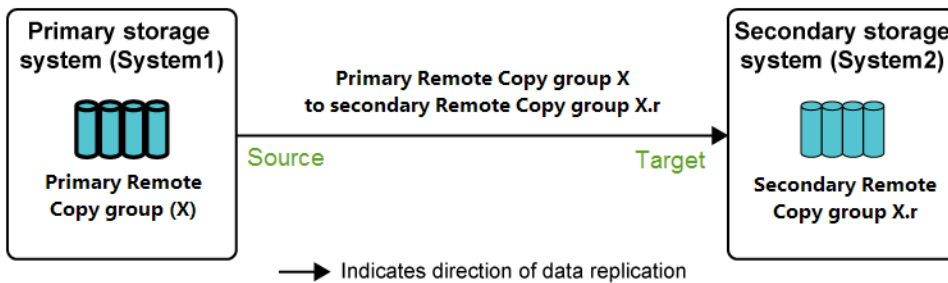 Primary storage
system (System1)
Primary Remote
Copy group (X)
Primary Remote Copy group X
to secondary Remote Copy group X.r
Source
Target
Secondary storage
system (System2)
Secondary Remote
Copy group X.r
Indicates direction of data replication